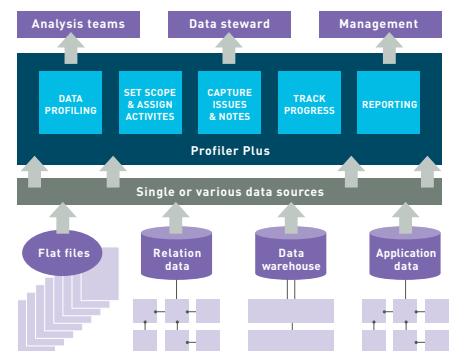 Analysis teams
Data steward
Management
DATA
PROFILING
SET SCOPE
& ASSIGN
ACTIVITES
CAPTURE
ISSUES
& NOTES
TRACK
PROGRESS
REPORTING
Profiler Plus
Single or various data sources
Flat files
Relation
data
Data
warehouse
Application
data